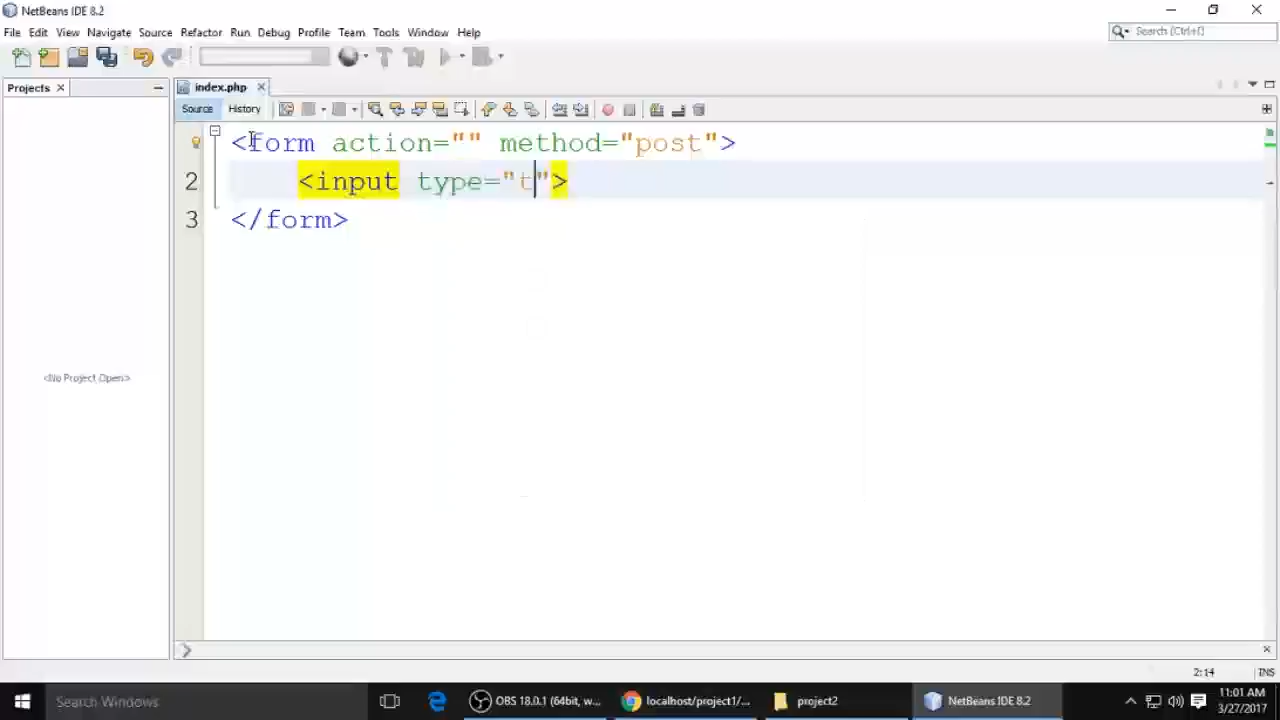 NetBeans IDE 8.2
File Edit View Navigate Source Refactor Run Debug Profile Team Tools Window Help
Search (Ctrl+I)
Projects
index.php
Source History
<form action="" method="post">
2 <input type="t">
3 </form>
<No Project Open>
2:14 INS
Search Windows
OBS 18.0.1 (64bit, w...
localhost/project1/...
project2
NetBeans IDE 8.2
11:01 AM
3/27/2017